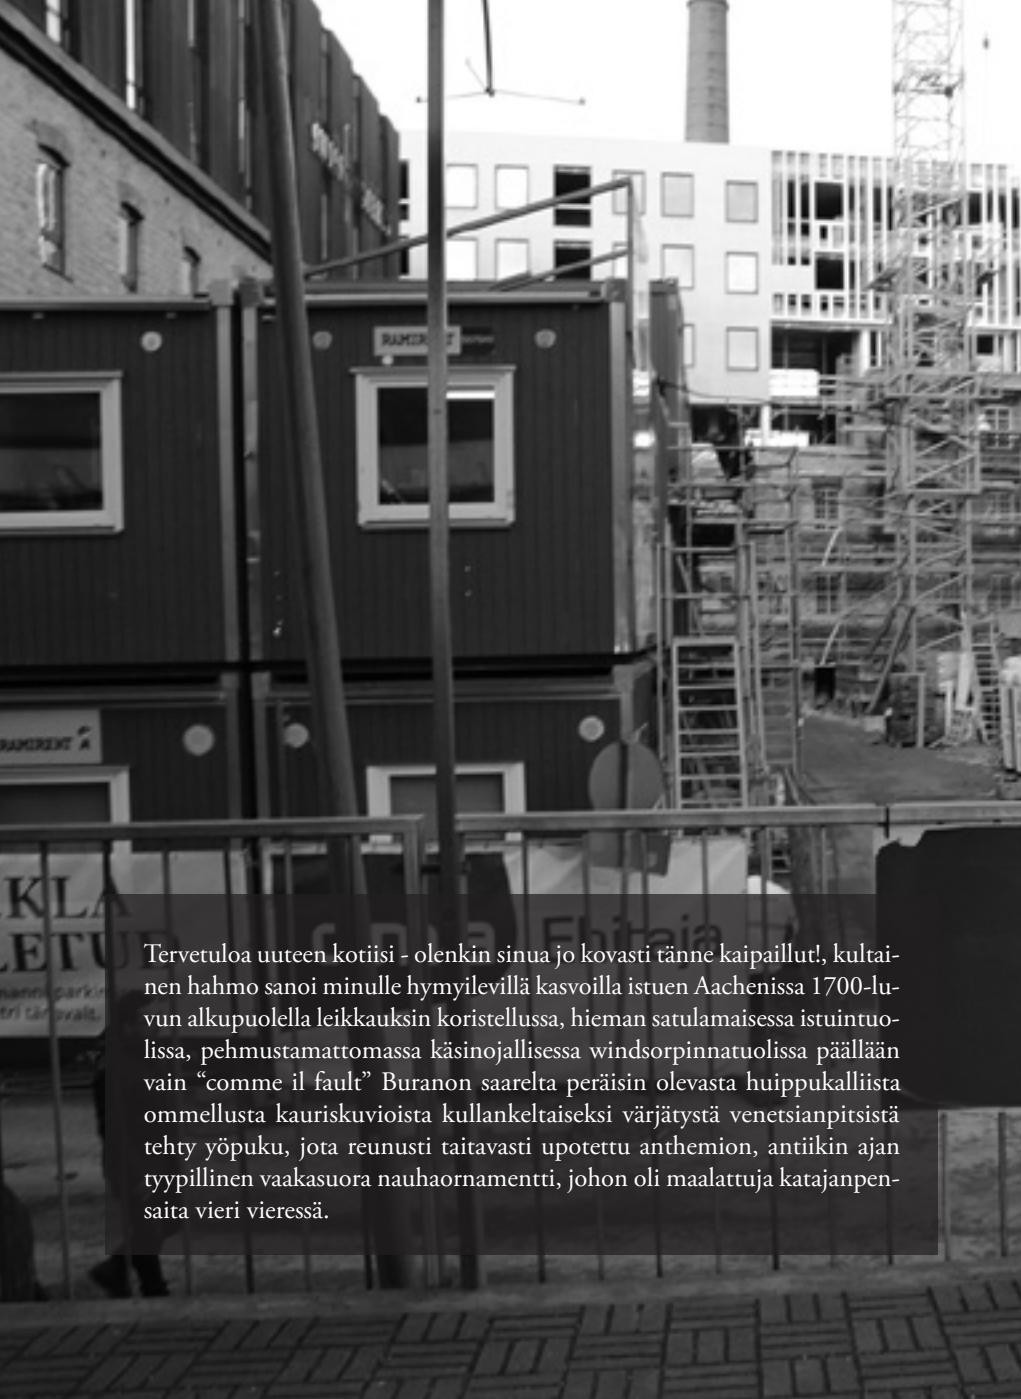 RAMIRENT
RAMIRENT
KLA
LETUD
Ehitaja
Tervetuloa uuteen kotiisi - olenkin sinua jo kovasti tänne kaipaillut!, kultai-
nen hahmo sanoi minulle hymyilevillä kasvoilla istuen Aachenissa 1700-lu-
vun alkupuolella leikkauksin koristellussa, hieman satulamaisessa istuintuo-
lissa, pehmustamattomassa käsinojallisessa windsorpinnatuolissa päällään
vain “comme il fault” Buranon saarelta peräisin olevasta huippukalliista
ommellusta kauriskuvioista kullankeltaiseksi värjätystä venetsianpitsistä
tehty yöpuku, jota reunusti taitavasti upotettu anthemion, antiikin ajan
tyypillinen vaakasuora nauhaornamentti, johon oli maalattuja katajanpen-
saita vieri vieressä.